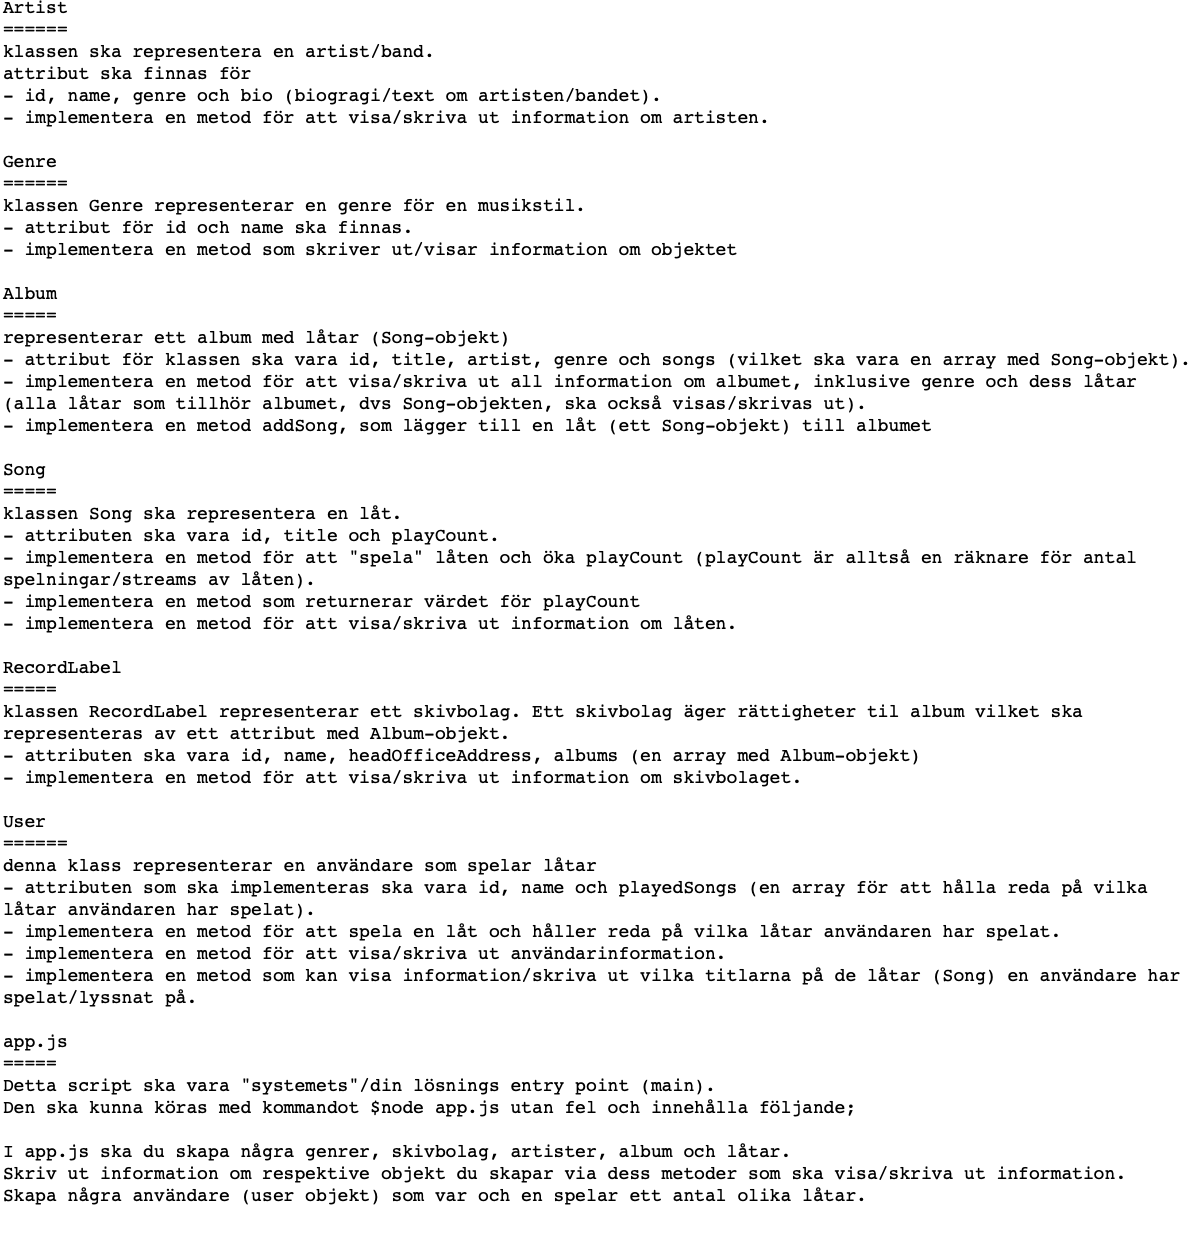 Artist
======
klassen ska representera en artist/band.
attribut ska finnas för
- id, name, genre och bio (biogragi/text om artisten/bandet).
- implementera en metod för att visa/skriva ut information om artisten.

Genre
======
klassen Genre representerar en genre för en musikstil.
- attribut för id och name ska finnas.
- implementera en metod som skriver ut/visar information om objektet

Album
=====
representerar ett album med låtar (Song-objekt)
- attribut för klassen ska vara id, title, artist, genre och songs (vilket ska vara en array med Song-objekt).
- implementera en metod för att visa/skriva ut all information om albumet, inklusive genre och dess låtar
(alla låtar som tillhör albumet, dvs Song-objekten, ska också visas/skrivas ut).
- implementera en metod addSong, som lägger till en låt (ett Song-objekt) till albumet

Song
=====
klassen Song ska representera en låt.
- attributen ska vara id, title och playCount.
- implementera en metod för att "spela" låten och öka playCount (playCount är alltså en räknare för antal
spelningar/streams av låten).
- implementera en metod som returnerar värdet för playCount
- implementera en metod för att visa/skriva ut information om låten.

RecordLabel
=====
klassen RecordLabel representerar ett skivbolag. Ett skivbolag äger rättigheter til album vilket ska
representeras av ett attribut med Album-objekt.
- attributen ska vara id, name, headOfficeAddress, albums (en array med Album-objekt)
- implementera en metod för att visa/skriva ut information om skivbolaget.

User
======
denna klass representerar en användare som spelar låtar
- attributen som ska implementeras ska vara id, name och playedSongs (en array för att hålla reda på vilka
låtar användaren har spelat).
- implementera en metod för att spela en låt och håller reda på vilka låtar användaren har spelat.
- implementera en metod för att visa/skriva ut användarinformation.
- implementera en metod som kan visa information/skriva ut vilka titlarna på de låtar (Song) en användare har
spelat/lyssnat på.

app.js
=====
Detta script ska vara "systemets"/din lösnings entry point (main).
Den ska kunna köras med kommandot $node app.js utan fel och innehålla följande;

I app.js ska du skapa några genrer, skivbolag, artister, album och låtar.
Skriv ut information om respektive objekt du skapar via dess metoder som ska visa/skriva ut information.
Skapa några användare (user objekt) som var och en spelar ett antal olika låtar.